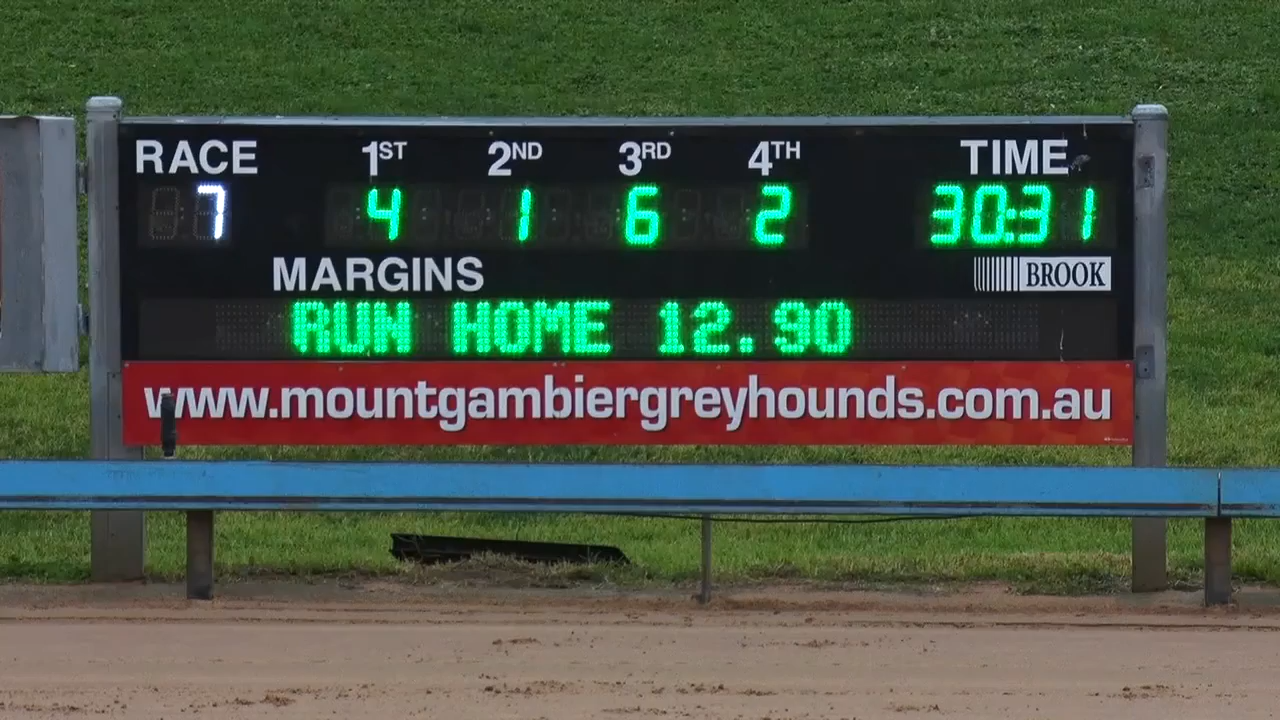 RACE 1ST 2ND 3RD 4TH TIME
7 4 1 6 2 30:31
MARGINS BROOK
RUN HOME 12.90
www.mountgambiergreyhounds.com.au